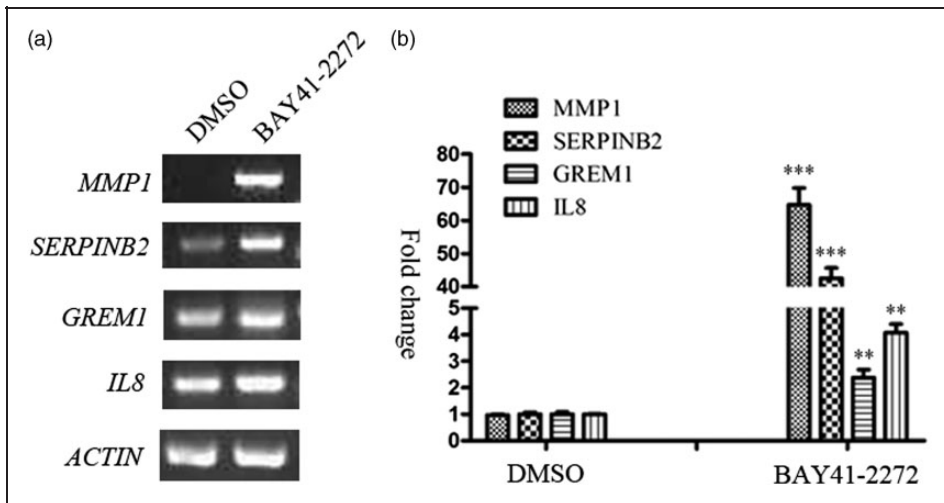 (a)
DMSO
BAY41-2272
MMP1
SERPINB2
GREM1
IL8
ACTIN
(b)
MMP1
SERPINB2
GREM1
IL8
Fold change
80
70
60
50
40
5
4
3
2
1
0
***
***
**
**
DMSO
BAY41-2272